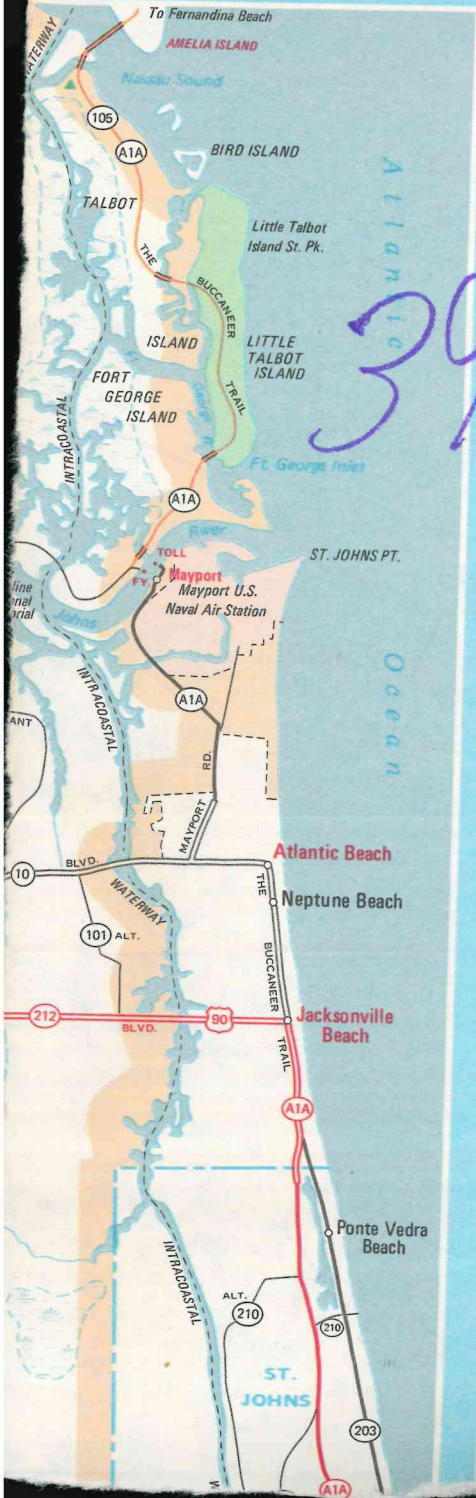 To Fernandina Beach
AMELIA ISLAND
Nassau Sound
105
A1A
BIRD ISLAND
TALBOT
Little Talbot
Island St. Pk.
Atlantic
39
THE
BUCCANEER
TRAIL
ISLAND
LITTLE
TALBOT
ISLAND
FORT
GEORGE
ISLAND
Ft. George R.
INTRACOASTAL
Ft. George Inlet
A1A
River
TOLL
FY.
Mayport
ST. JOHNS PT.
Mayport U.S.
Naval Air Station
Johns
INTRACOASTAL
Ocean
A1A
RD.
MAYPORT
BLVD.
10
Atlantic Beach
WATERWAY
THE
Neptune Beach
101 ALT.
BUCCANEER
212
BLVD.
90
Jacksonville
Beach
TRAIL
A1A
Ponte Vedra
Beach
INTRACOASTAL
ALT.
210
210
ST.
JOHNS
203
A1A